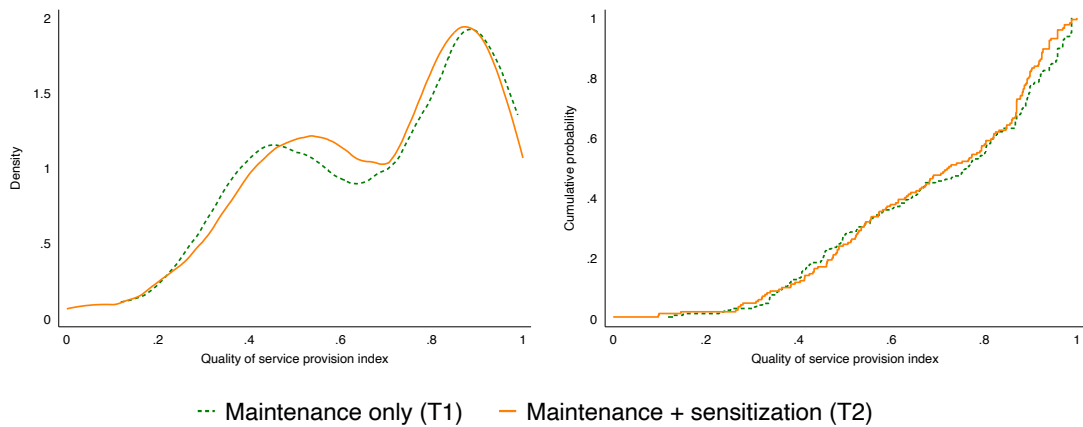 Density
2
1.5
1
.5
0
0 .2 .4 .6 .8 1
Quality of service provision index
Cumulative probability
1
.8
.6
.4
.2
0
0 .2 .4 .6 .8 1
Quality of service provision index
Maintenance only (T1) Maintenance + sensitization (T2)